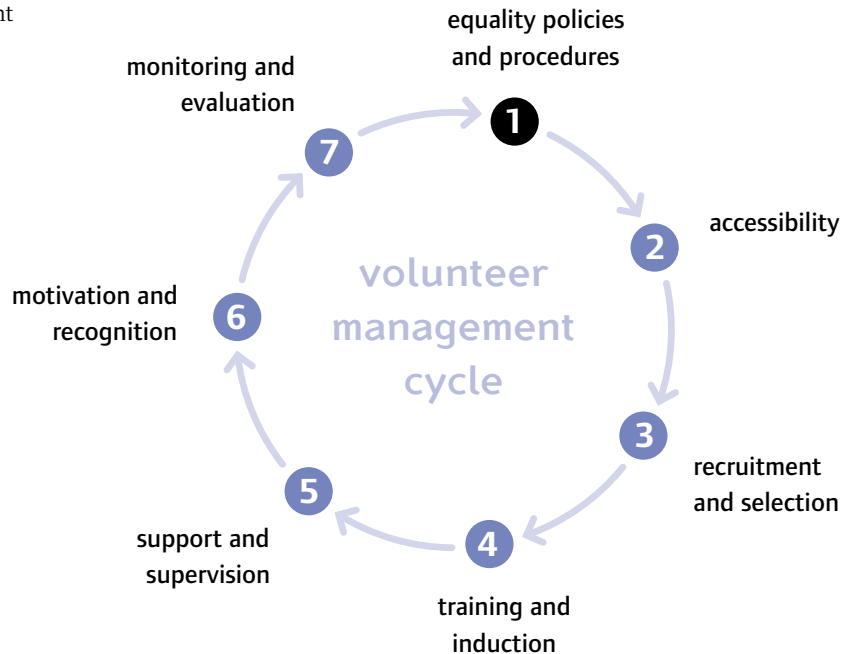 nt
equality policies
and procedures
1
monitoring and
evaluation
7
2
accessibility
volunteer
management
cycle
motivation and
recognition
6
3
recruitment
and selection
5
support and
supervision
4
training and
induction